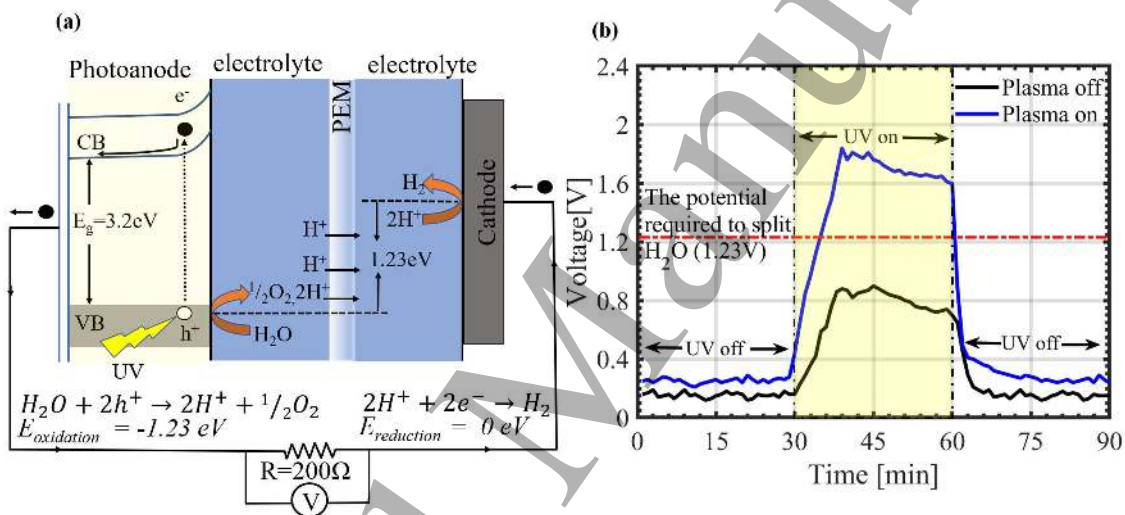 (a)
Photoanode
electrolyte
electrolyte
PEM
e⁻
CB
E_g=3.2eV
VB
h⁺
UV
H⁺
H⁺
½O₂,2H⁺
H₂O
H₂
2H⁺
1.23eV
Cathode
H₂O + 2h⁺ → 2H⁺ + ½O₂
E_oxidation = -1.23 eV
2H⁺ + 2e⁻ → H₂
E_reduction = 0 eV
R=200Ω
V
(b)
Voltage[V]
2.4
2
1.6
1.2
0.8
0.4
0
Plasma off
Plasma on
UV on
The potential
required to split
H₂O (1.23V)
UV off
UV off
0
15
30
45
60
75
90
Time [min]